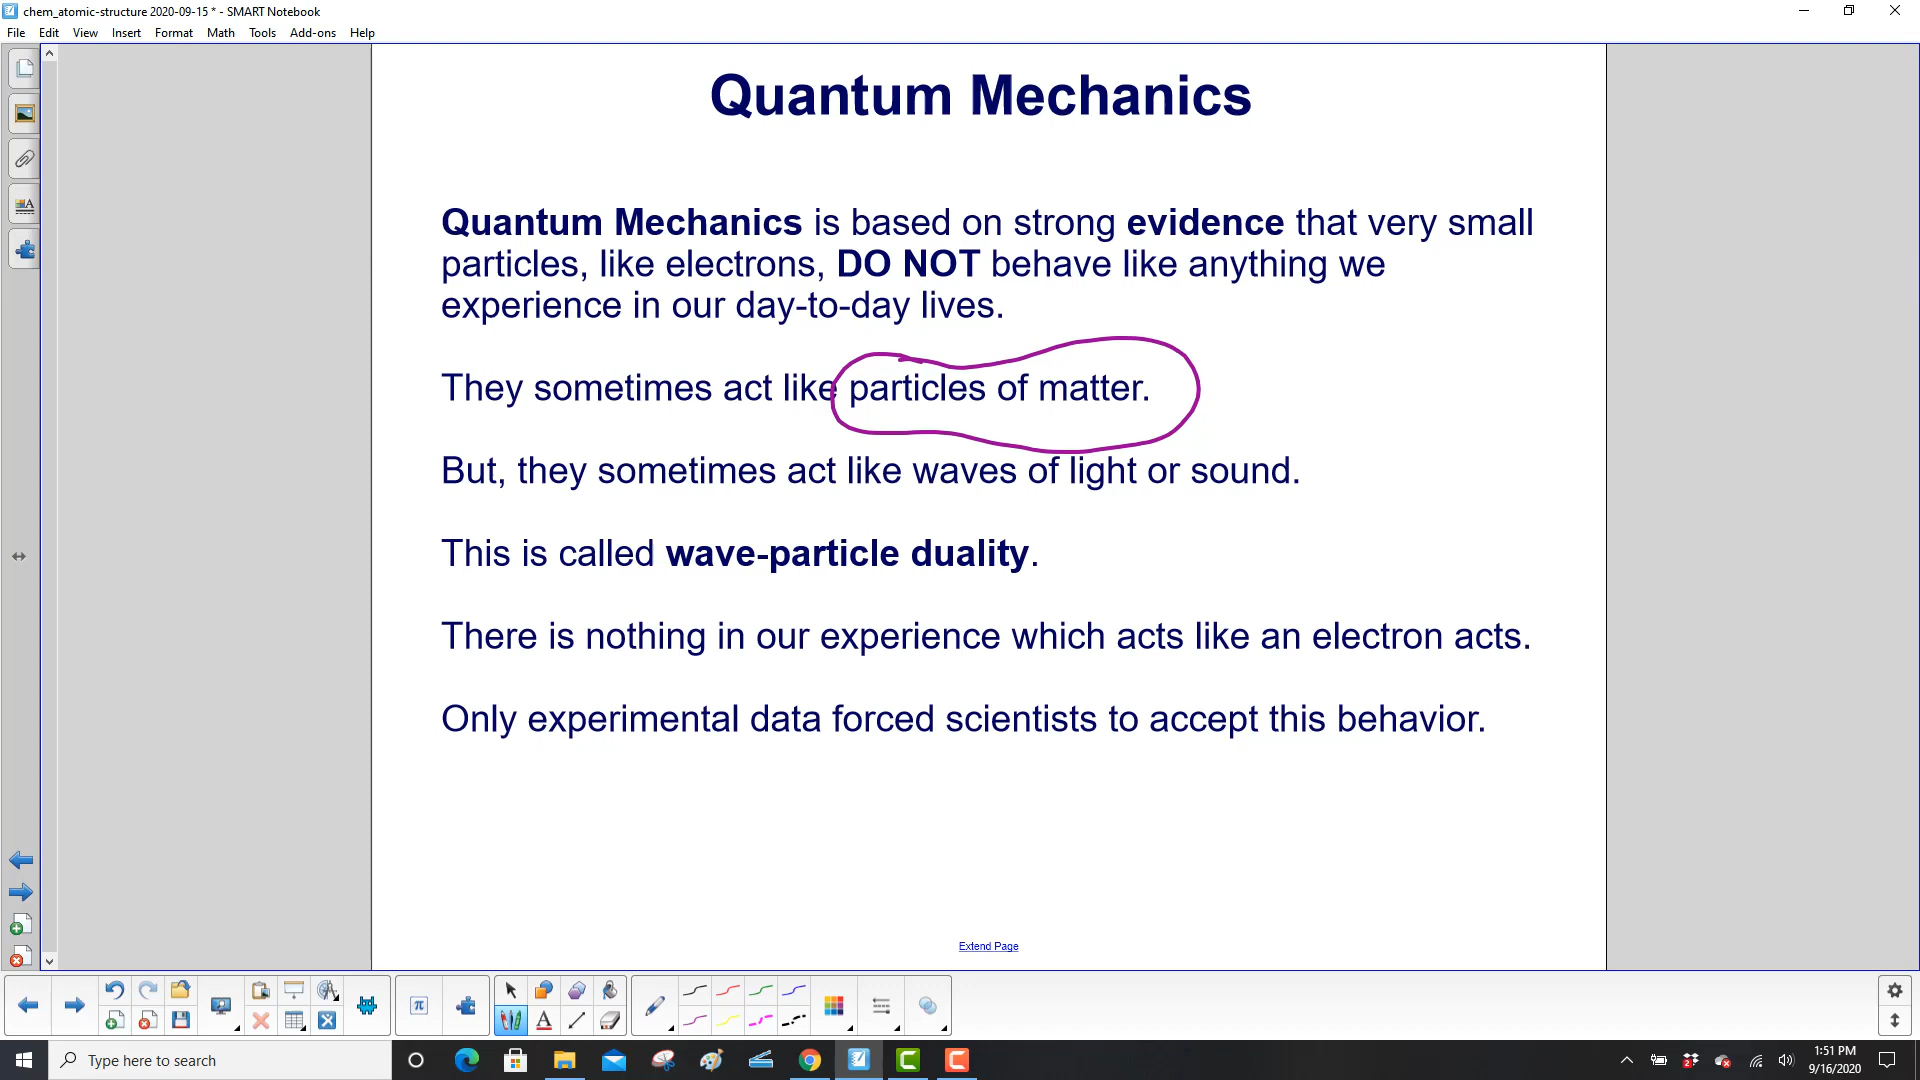 chem_atomic-structure 2020-09-15 * - SMART Notebook
File Edit View Insert Format Math Tools Add-ons Help
Quantum Mechanics
Quantum Mechanics is based on strong evidence that very small
particles, like electrons, DO NOT behave like anything we
experience in our day-to-day lives.
They sometimes act like particles of matter.
But, they sometimes act like waves of light or sound.
This is called wave-particle duality.
There is nothing in our experience which acts like an electron acts.
Only experimental data forced scientists to accept this behavior.
Extend Page
Type here to search
1:51 PM
9/16/2020